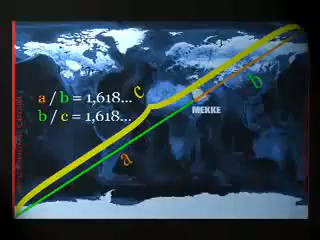 c
b
a / b = 1,618...
b / c = 1,618...
MEKKE
a